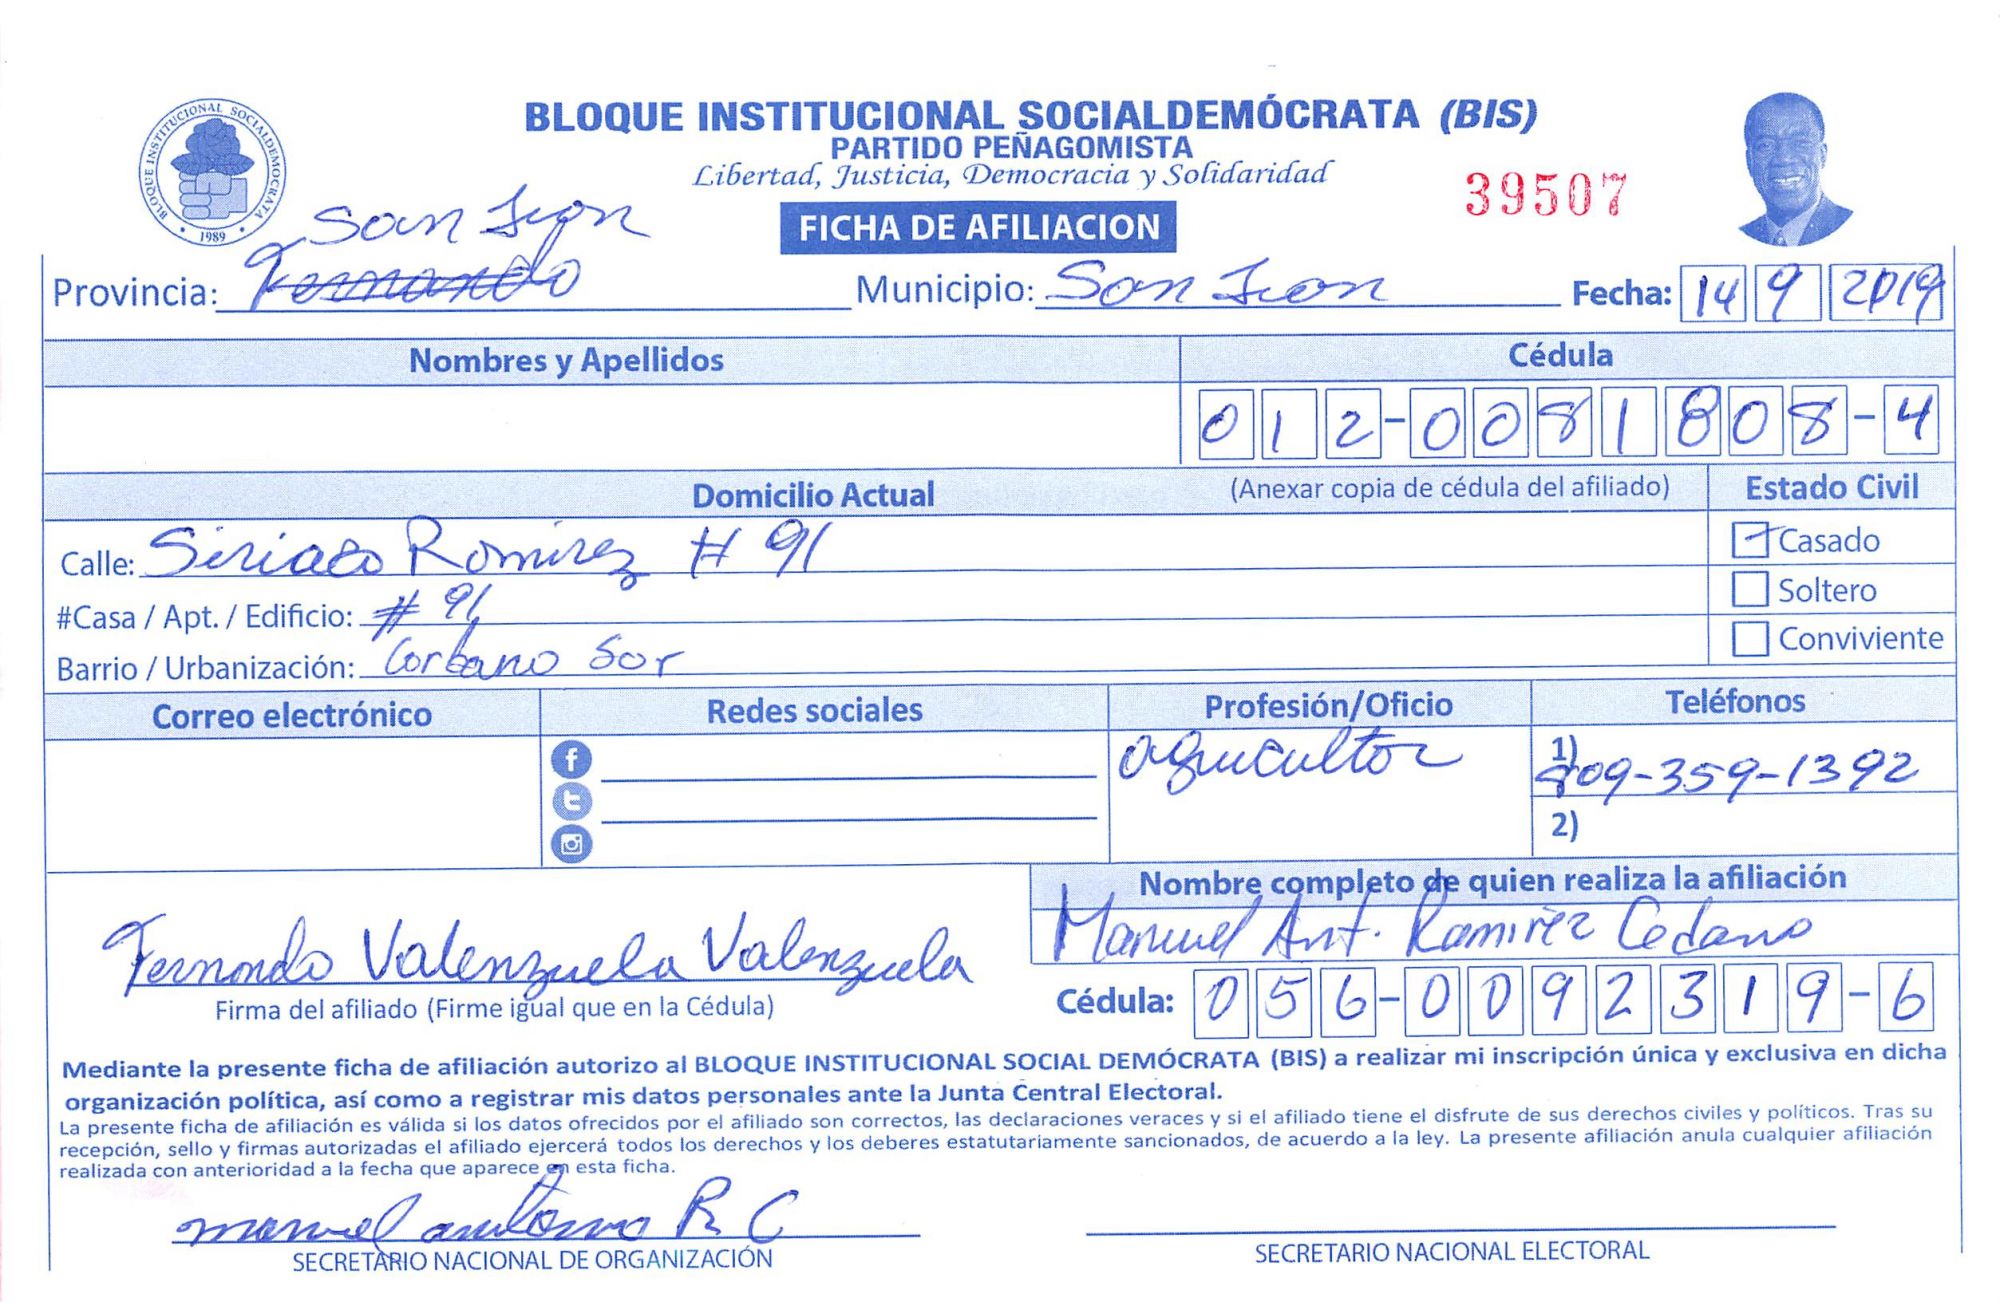 BLOQUE INSTITUCIONAL SOCIALDEMOCRATA
1989
BLOQUE INSTITUCIONAL SOCIALDEMÓCRATA (BIS)
PARTIDO PEÑAGOMISTA
Libertad, Justicia, Democracia y Solidaridad
39507
FICHA DE AFILIACION
San Juan
Provincia: Fernando Municipio: San Juan Fecha: 14 9 2019
Nombres y Apellidos Cédula
012-0081808-4
Domicilio Actual (Anexar copia de cédula del afiliado) Estado Civil
Calle: Siriaco Ramirez # 91 Casado
#Casa / Apt. / Edificio: # 91 Soltero
Barrio / Urbanización: Corbano Sor Conviviente
Correo electrónico Redes sociales Profesión/Oficio Teléfonos
agricultor 1) 809-359-1392
2)
Nombre completo de quien realiza la afiliación
Fernando Valenzuela Valenzuela Manuel Ant. Ramirez Cedano
Firma del afiliado (Firme igual que en la Cédula) Cédula: 056-0092319-6
Mediante la presente ficha de afiliación autorizo al BLOQUE INSTITUCIONAL SOCIAL DEMÓCRATA (BIS) a realizar mi inscripción única y exclusiva en dicha
organización política, así como a registrar mis datos personales ante la Junta Central Electoral.
La presente ficha de afiliación es válida si los datos ofrecidos por el afiliado son correctos, las declaraciones veraces y si el afiliado tiene el disfrute de sus derechos civiles y políticos. Tras su
recepción, sello y firmas autorizadas el afiliado ejercerá todos los derechos y los deberes estatutariamente sancionados, de acuerdo a la ley. La presente afiliación anula cualquier afiliación
realizada con anterioridad a la fecha que aparece en esta ficha.
manuel antonio R C
SECRETARIO NACIONAL DE ORGANIZACIÓN SECRETARIO NACIONAL ELECTORAL